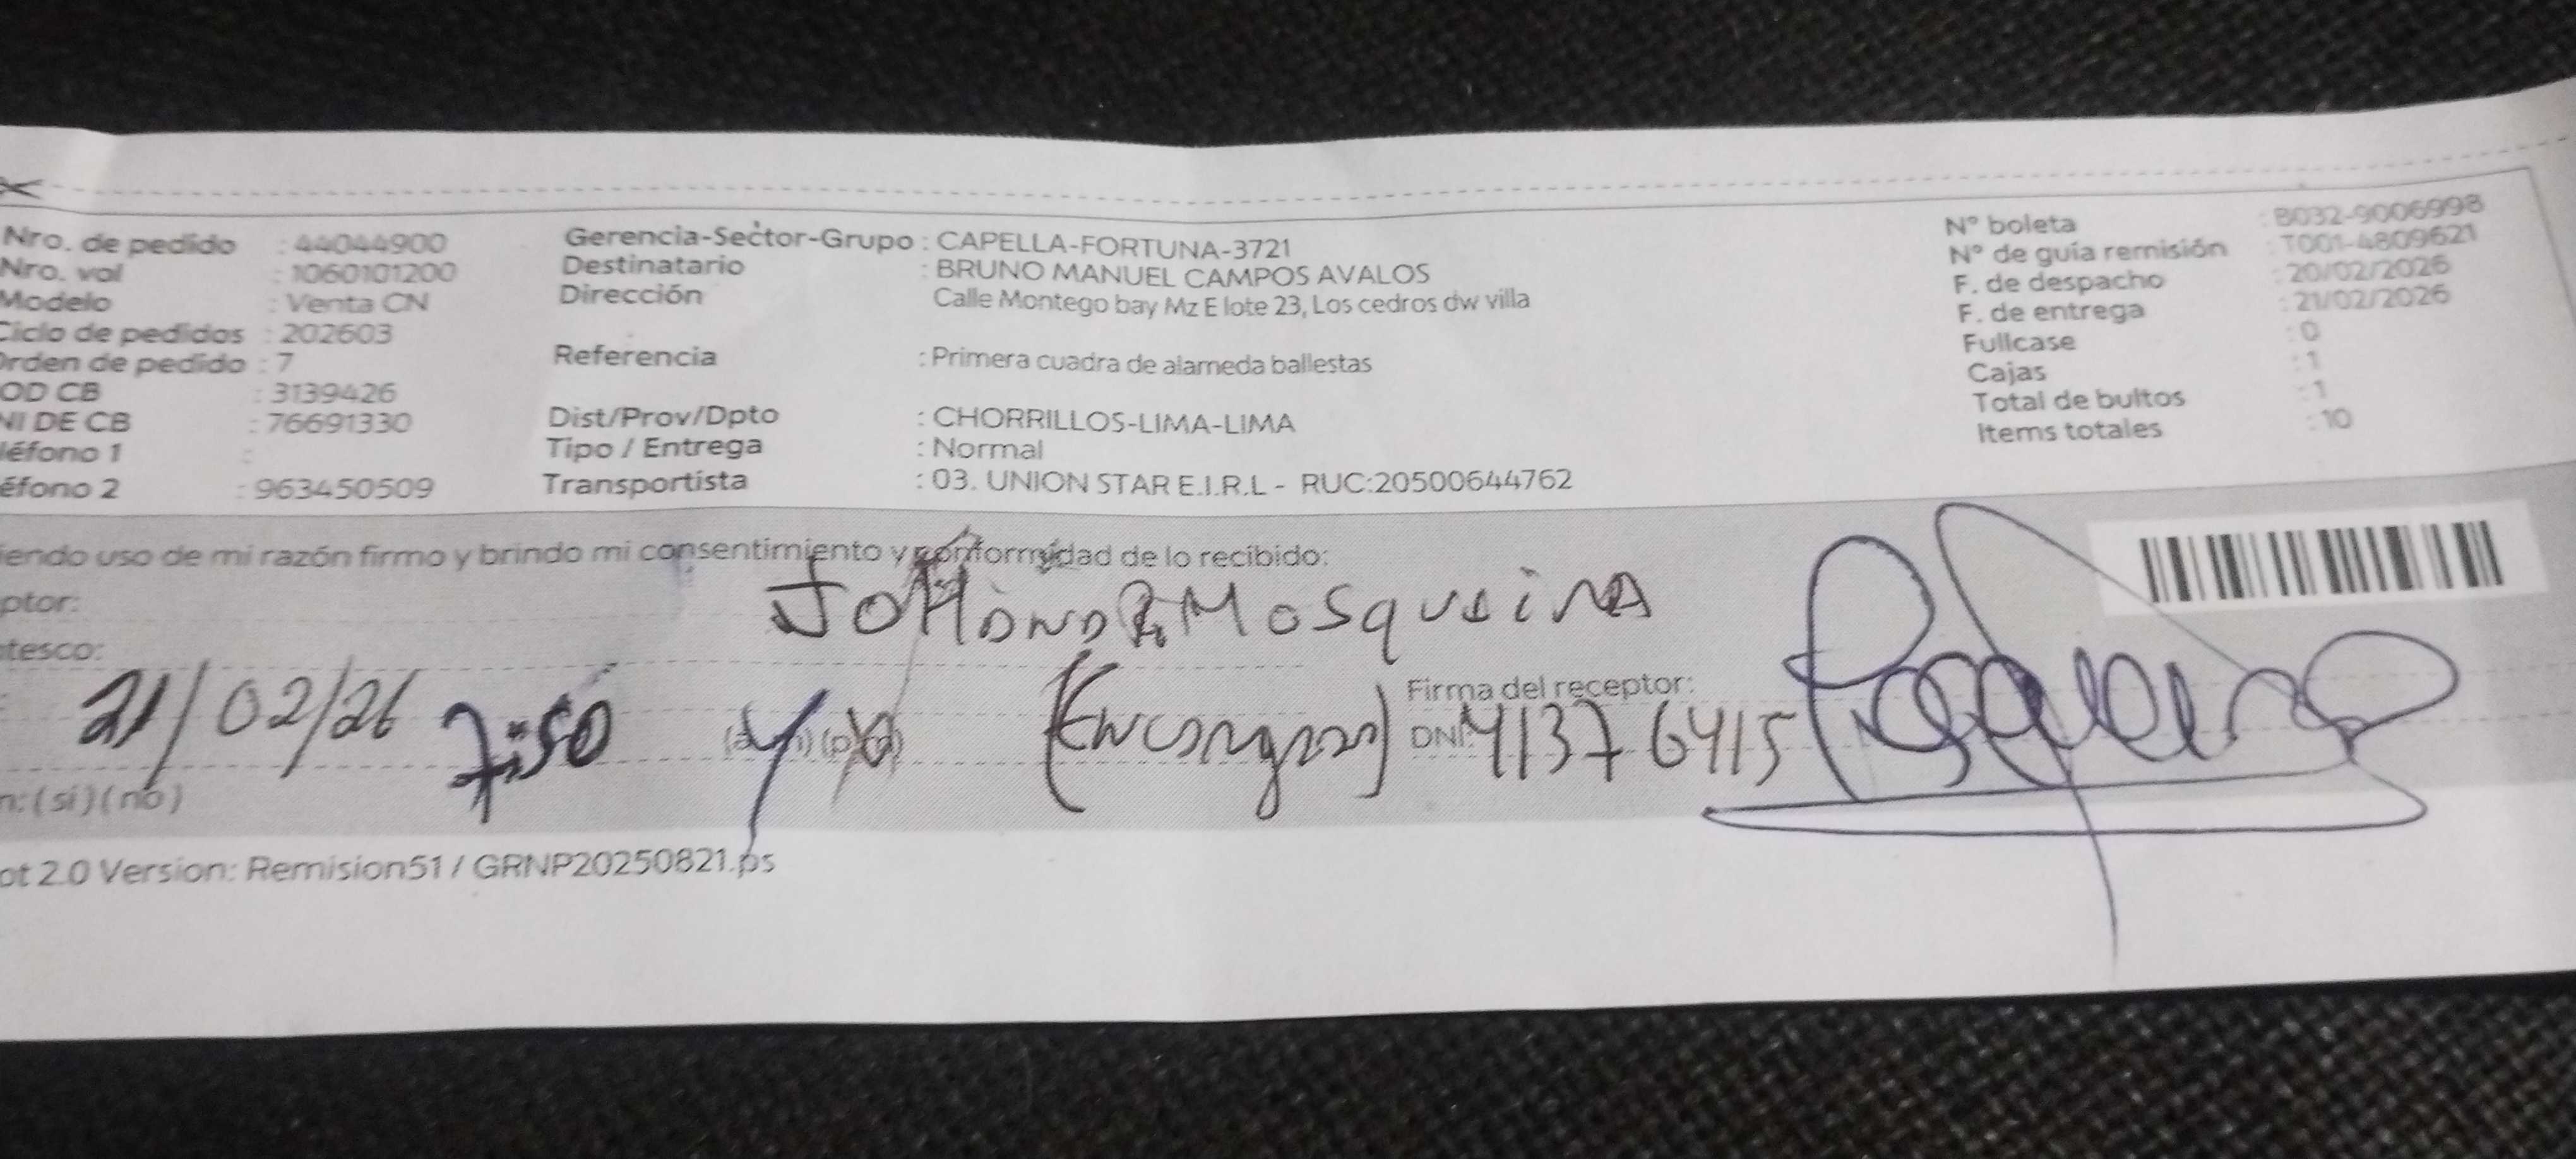 Nro. de pedido : 44044900
Nro. val : 1060101200
Modelo : Venta CN
Ciclo de pedidos : 202603
Orden de pedido : 7
OD CB : 3139426
NI DE CB : 76691330
léfono 1 :
éfono 2 : 963450509
Gerencia-Sector-Grupo : CAPELLA-FORTUNA-3721
Destinatario : BRUNO MANUEL CAMPOS AVALOS
Dirección Calle Montego bay Mz E lote 23, Los cedros dw villa
Referencia : Primera cuadra de alameda ballestas
Dist/Prov/Dpto : CHORRILLOS-LIMA-LIMA
Tipo / Entrega : Normal
Transportista : 03. UNION STAR E.I.R.L - RUC:20500644762
N° boleta : B032-9006998
N° de guía remisión : T001-4809621
F. de despacho : 20/02/2026
F. de entrega : 21/02/2026
Fullcase : 0
Cajas : 1
Total de bultos : 1
Items totales : 10
iendo uso de mi razón firmo y brindo mi consentimiento y conformidad de lo recibido:
ptor: Mosqueira
tesco:
21/02/26 7:50
Firma del receptor:
DNI: 41376415
n: (si) (no)
ot 2.0 Version: Remision51 / GRNP20250821.ps